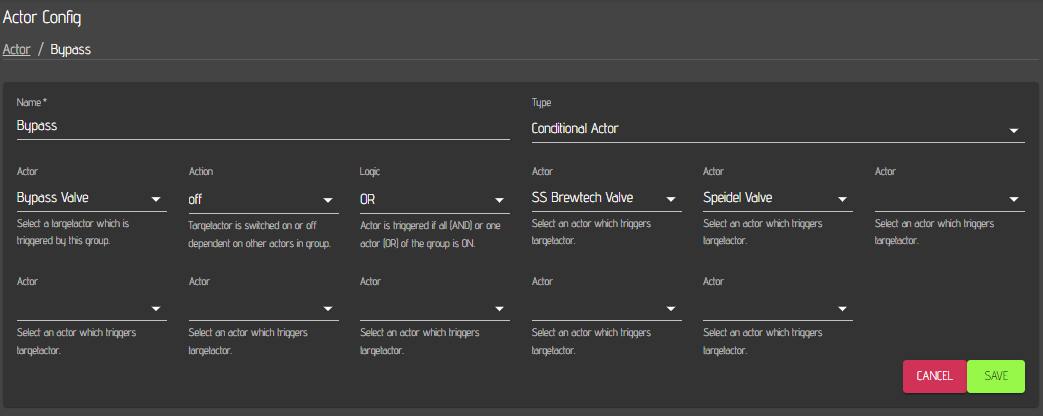 Actor Config
Actor / Bypass
Name *
Bypass
Type
Conditional Actor
Actor
Bypass Valve
Select a targetactor which is
triggered by this group.
Action
off
Targetactor is switched on or off
dependent on other actors in group.
Logic
OR
Actor is triggered if all (AND) or one
actor (OR) of the group is ON.
Actor
SS Brewtech Valve
Select an actor which triggers
targetactor.
Actor
Speidel Valve
Select an actor which triggers
targetactor.
Actor
Select an actor which triggers
targetactor.
Actor
Select an actor which triggers
targetactor.
Actor
Select an actor which triggers
targetactor.
Actor
Select an actor which triggers
targetactor.
Actor
Select an actor which triggers
targetactor.
Actor
Select an actor which triggers
targetactor.
CANCEL
SAVE